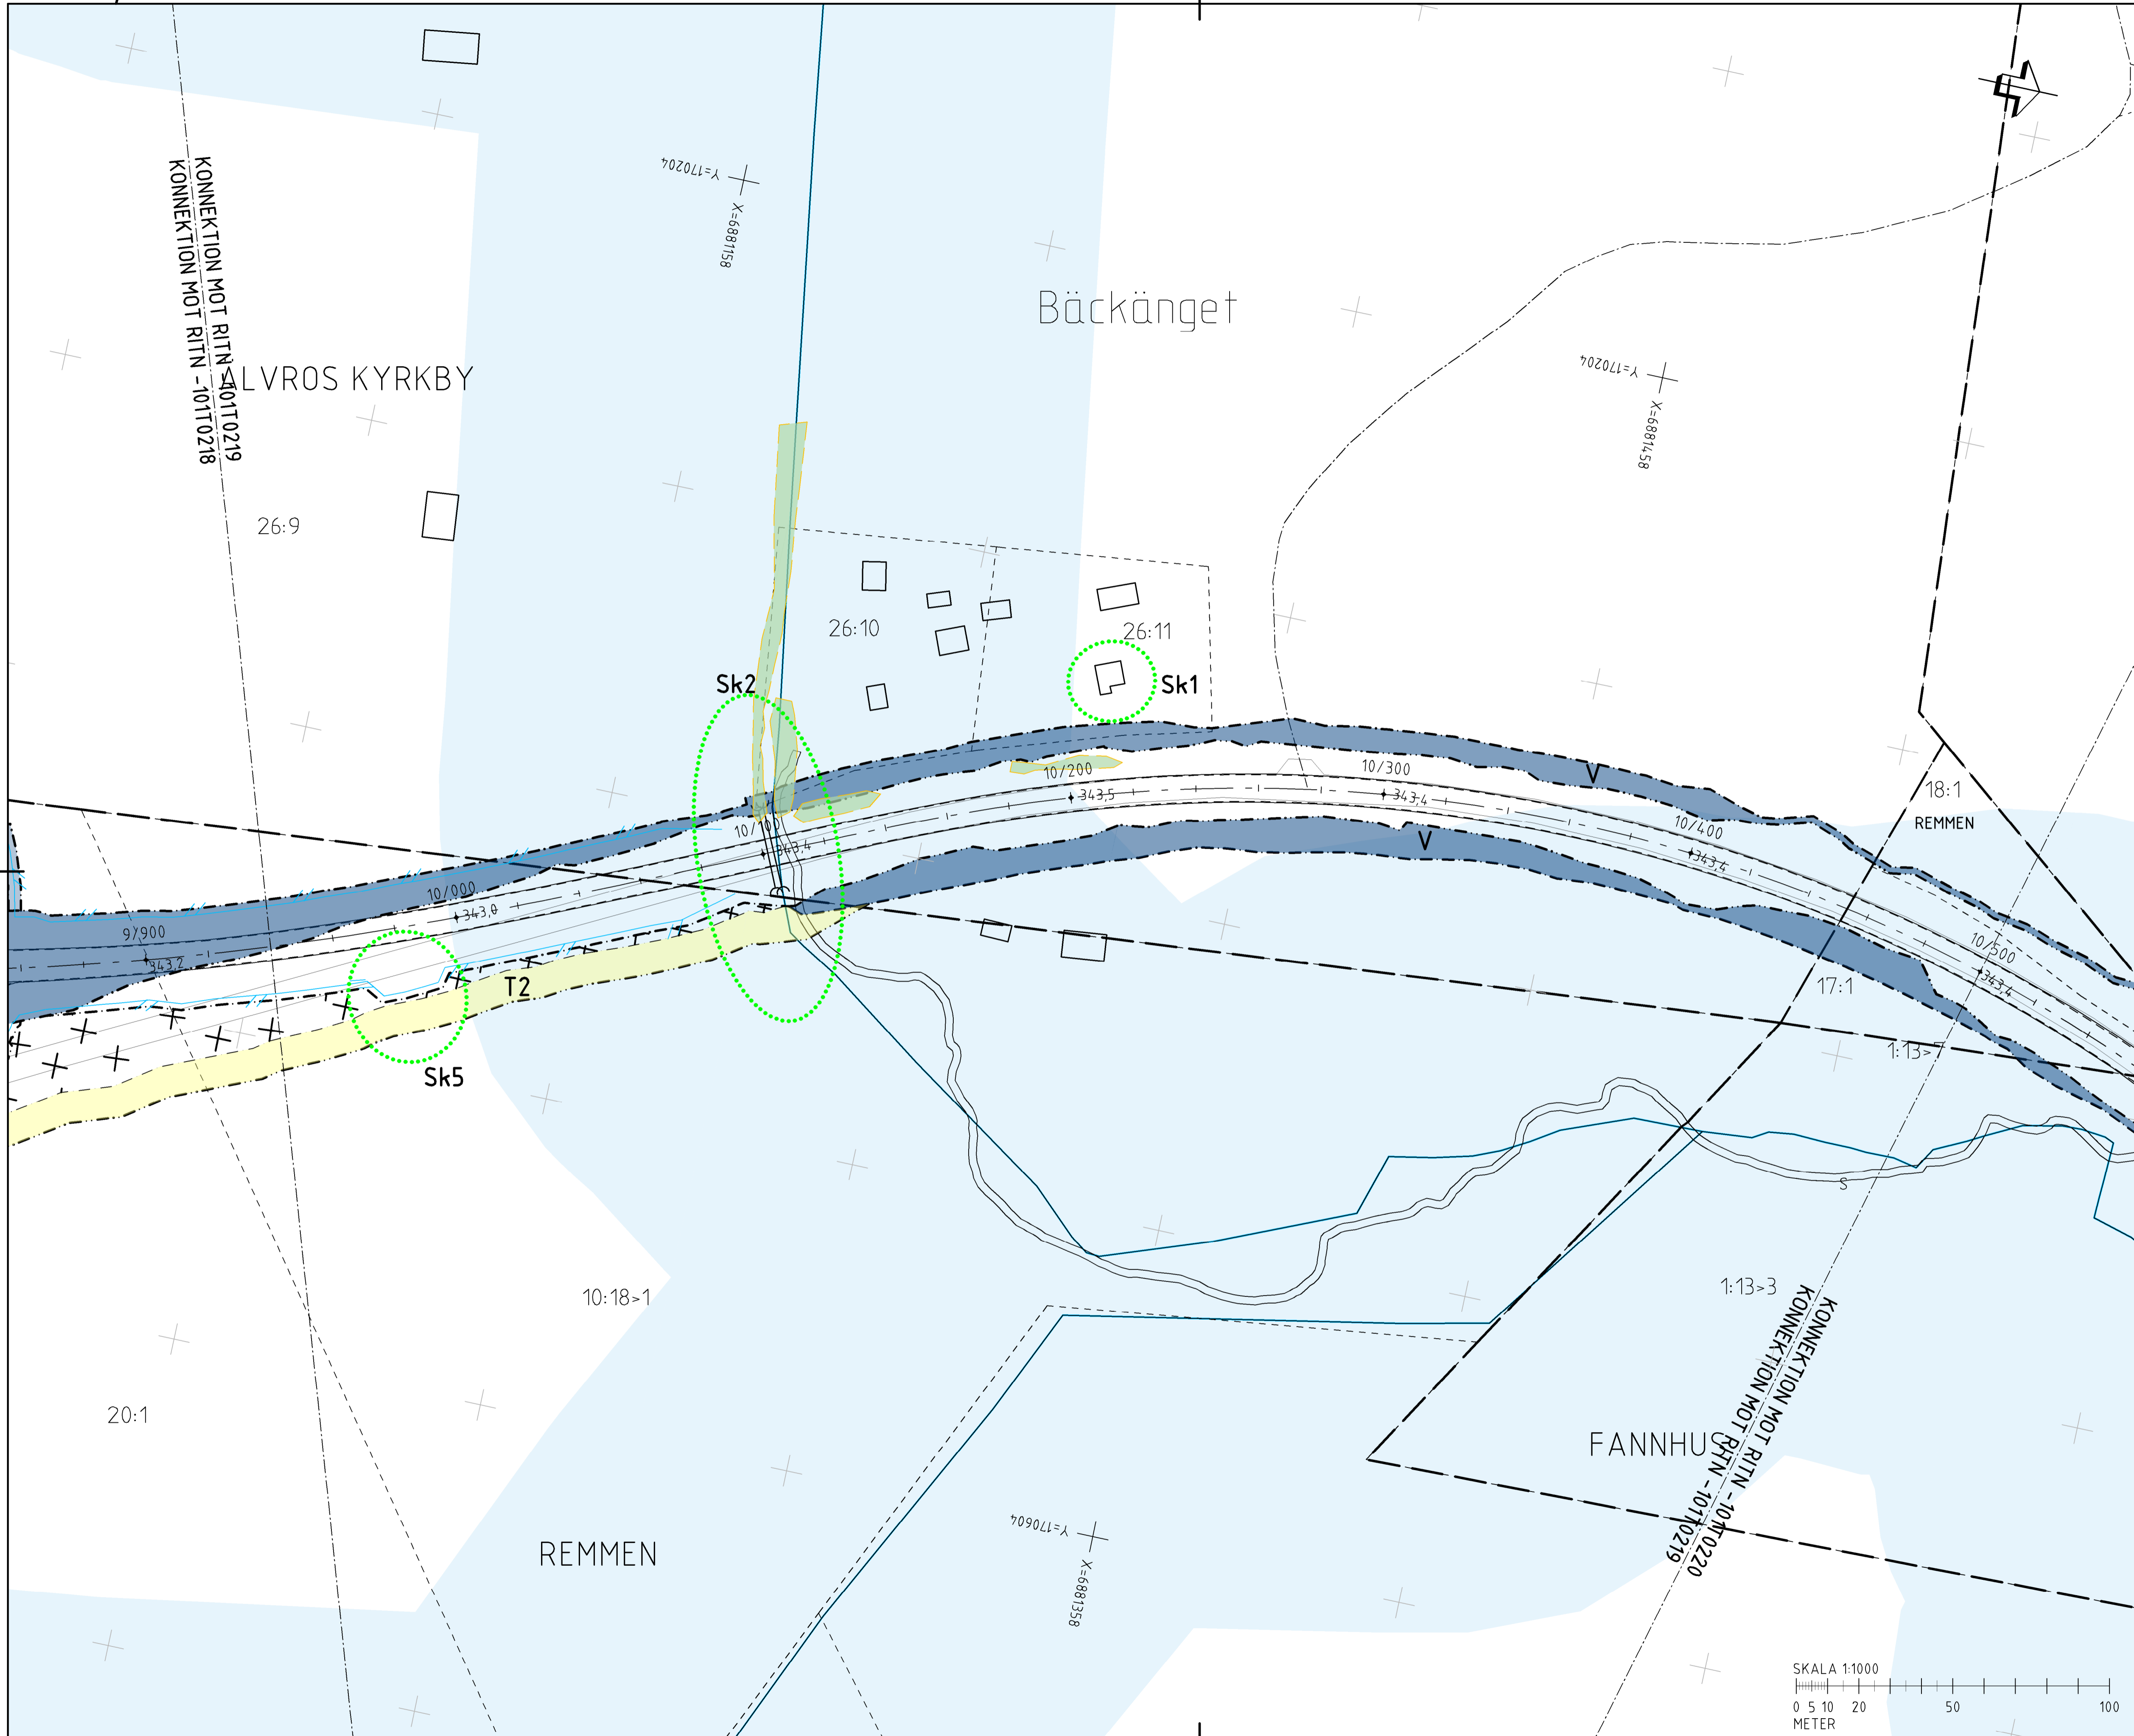 Y=170204
X=6881158
KONNEKTION MOT RITN -101T0219
KONNEKTION MOT RITN -101T0218
Bäckänget
ÄLVROS KYRKBY
Y=170204
X=6881458
26:9
26:10
26:11
Sk2
Sk1
10/200
10/300
V
343,5
343,4
18:1
REMMEN
10/100
343,4
10/400
343,4
V
10/000
343,0
9/900
343,2
10/500
343,4
T2
17:1
1:13>7
Sk5
S
10:18>1
1:13>3
20:1
FANNHUS
KONNEKTION MOT RITN -101T0220
KONNEKTION MOT RITN -101T0219
REMMEN
Y=170604
X=6881358
SKALA 1:1000
0 5 10 20 50 100
METER